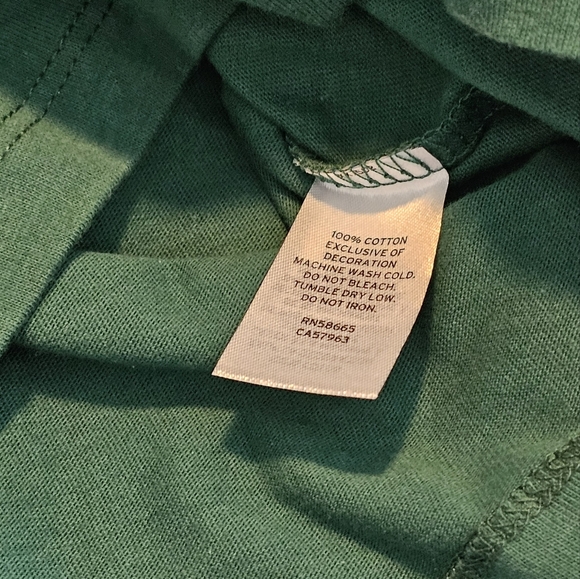 100% COTTON
EXCLUSIVE OF
DECORATION
MACHINE WASH COLD.
DO NOT BLEACH.
TUMBLE DRY LOW.
DO NOT IRON.
RN58665
CA57963